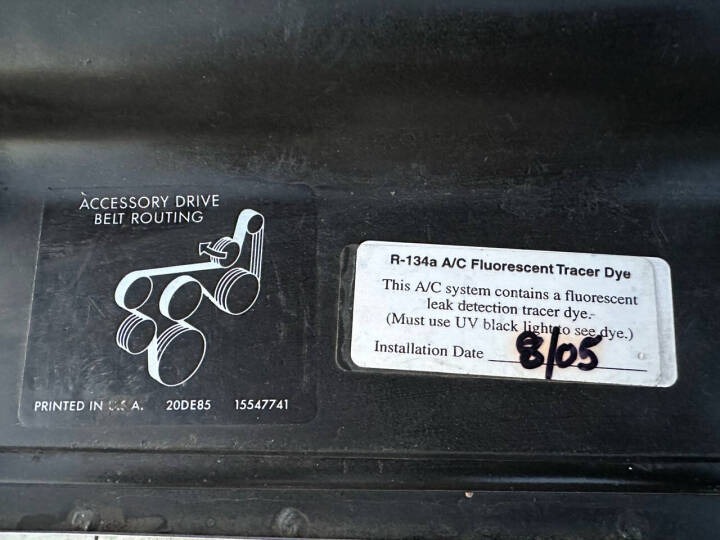 ACCESSORY DRIVE
BELT ROUTING
PRINTED IN U.S.A. 20DE85 15547741
R-134a A/C Fluorescent Tracer Dye
This A/C system contains a fluorescent
leak detection tracer dye.
(Must use UV black light to see dye.)
Installation Date 8/05